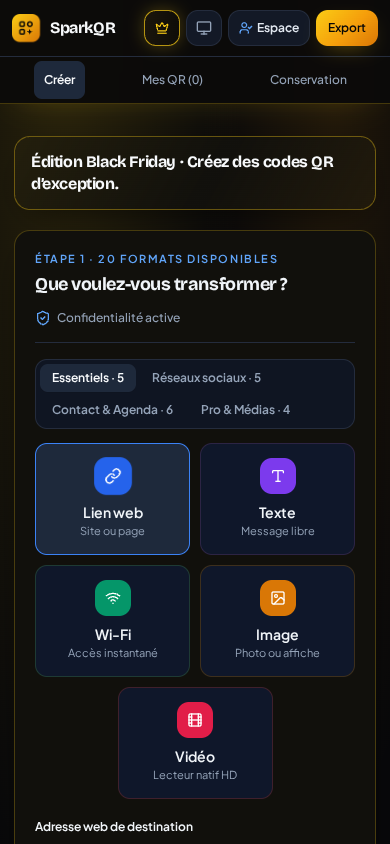 SparkQR
Espace
Export
Créer
Mes QR (0)
Conservation
Édition Black Friday · Créez des codes QR
d'exception.
ÉTAPE 1 · 20 FORMATS DISPONIBLES
Que voulez-vous transformer ?
Confidentialité active
Essentiels · 5
Réseaux sociaux · 5
Contact & Agenda · 6
Pro & Médias · 4
Lien web
Site ou page
Texte
Message libre
Wi-Fi
Accès instantané
Image
Photo ou affiche
Vidéo
Lecteur natif HD
Adresse web de destination